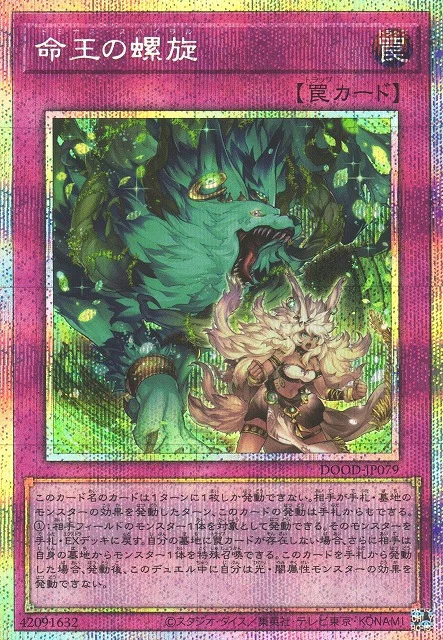 命王の螺旋
罠
【罠カード】
DOOD-JP079
このカード名のカードは1ターンに1枚しか発動できない。相手が手札・墓地の
モンスターの効果を発動したターン、このカードの発動は手札からもできる。
①:相手フィールドのモンスター1体を対象として発動できる。そのモンスターを
手札・EXデッキに戻す。自分の墓地に罠カードが存在しない場合、さらに相手は
自身の墓地からモンスター1体を特殊召喚できる。このカードを手札から発動
した場合、発動後、このデュエル中に自分は光・闇属性モンスターの効果を
発動できない。
42091632
©スタジオ・ダイス/集英社・テレビ東京・KONAMI